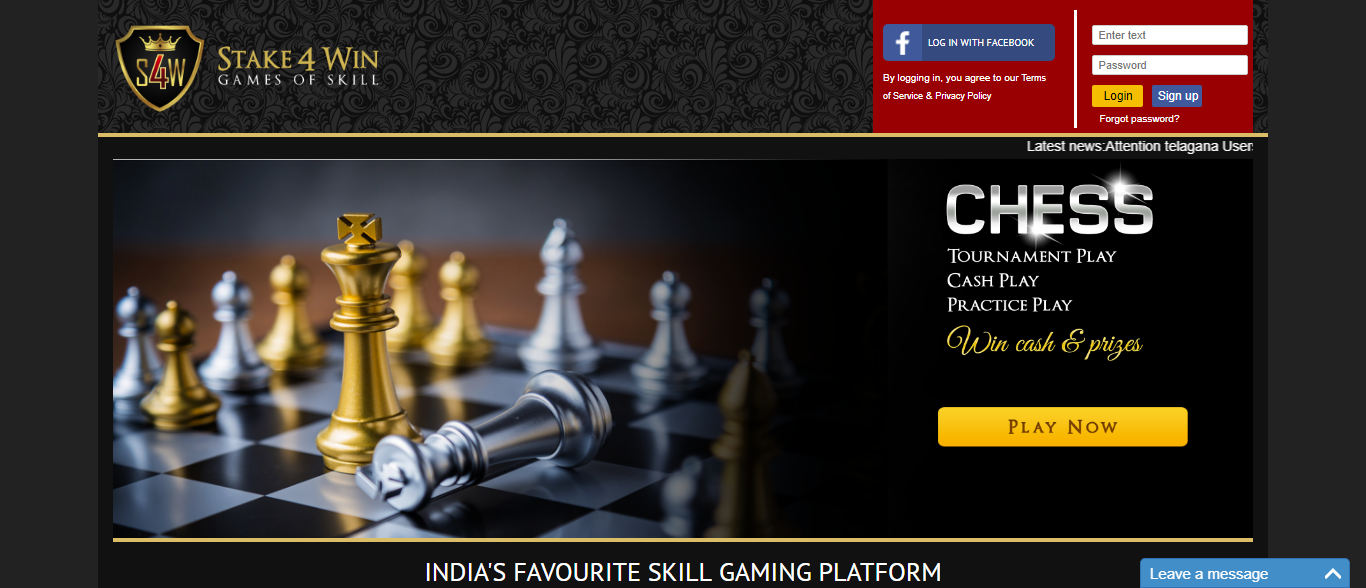 S4W
STAKE 4 WIN
GAMES OF SKILL
f
LOG IN WITH FACEBOOK
By logging in, you agree to our Terms
of Service & Privacy Policy
Enter text
Password
Login
Sign up
Forgot password?
Latest news:Attention telagana User
CHESS
TOURNAMENT PLAY
CASH PLAY
PRACTICE PLAY
Win cash & prizes
PLAY NOW
INDIA'S FAVOURITE SKILL GAMING PLATFORM
Leave a message